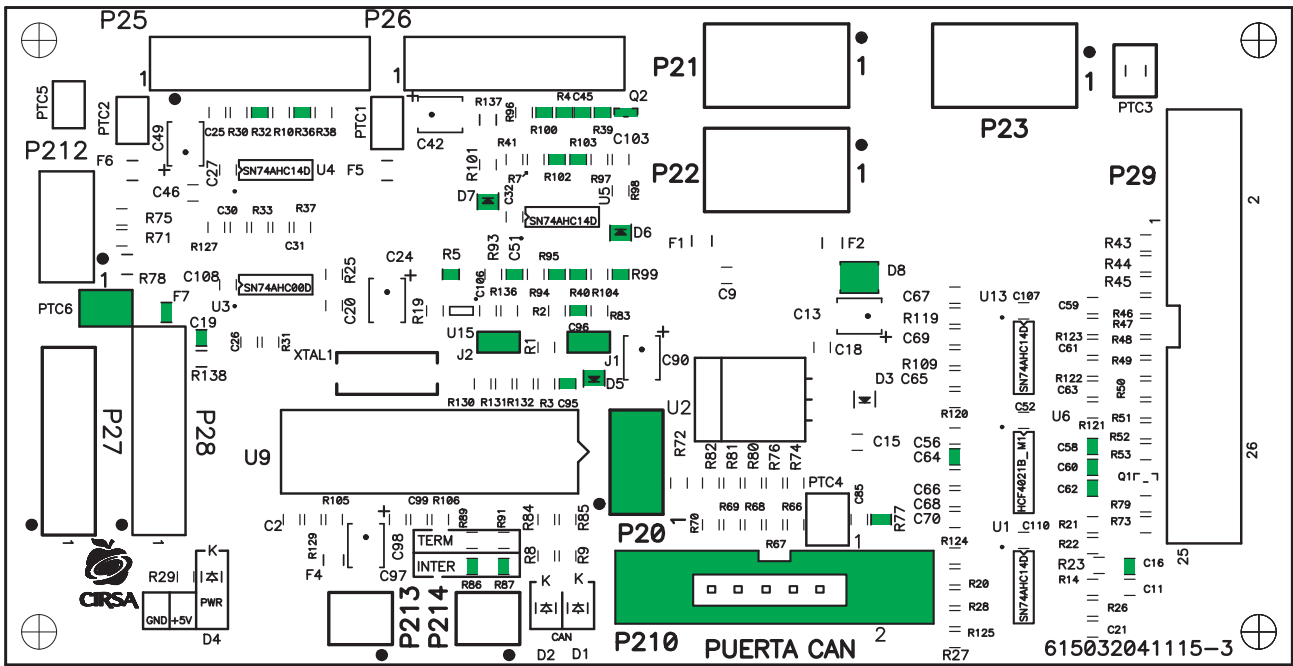 P25
P26
Q2
R137
R96
R4 C45
P21
1
P23
1
PTC3
PTC5
PTC2
1
PTC1
1
C49
C25 R30 R32 R10 R36 R38
C42
R100
R39
C103
P212
F6
C27
SN74AHC14D
U4
F5
R101
R41
R7
R103
R102
R97
U5
R98
P22
1
P29
2
C46
D7
C32
SN74AHC14D
R75
R71
C30 R33 R37
R127
C31
D6
F1
F2
1
R43
R93
C51
R44
R78
C108
SN74AHC00D
R25
C24
R5
C106
R95
R99
D8
C9
R45
1
PTC6
F7
U3
C20
R19
R136 R94
R40 R104
C67
U13
C107
C59
C19
R2
R83
C13
R119
R46
R47
C26
R31
U15
C96
C69
SN74AHC14D
R123
R48
XTAL1
J2
R1
J1
C90
C18
C61
R138
R109
R49
D5
D3 C65
R122
C63
R50
P27
P28
R130 R131 R132 R3 C95
U2
R120
C52
U6
R51
R121
U9
R72
R82
R81
R80
R76
R74
C15
C56
C64
HCF4021B_M1
C58
R52
R53
26
C60
Q1
PTC4
C66
C62
C85
C68
R79
R105
C99 R106
C2
R89
R91
R84
R85
P20
1
R70
R69 R68 R66
R77
C70
U1 C110
R21
R73
1
1
R129
C98
TERM
R67
1
R124
R22
25
CIRSA
K
R29
F4
C97
INTER
R8
R9
SN74AHC14D
R23
C16
R86 R87
K K
R20
R14
C11
PWR
P213
P214
R28
R26
GND +5V
CAN
P210
2
R125
C21
D4
D2 D1
PUERTA CAN
R27
615032041115-3